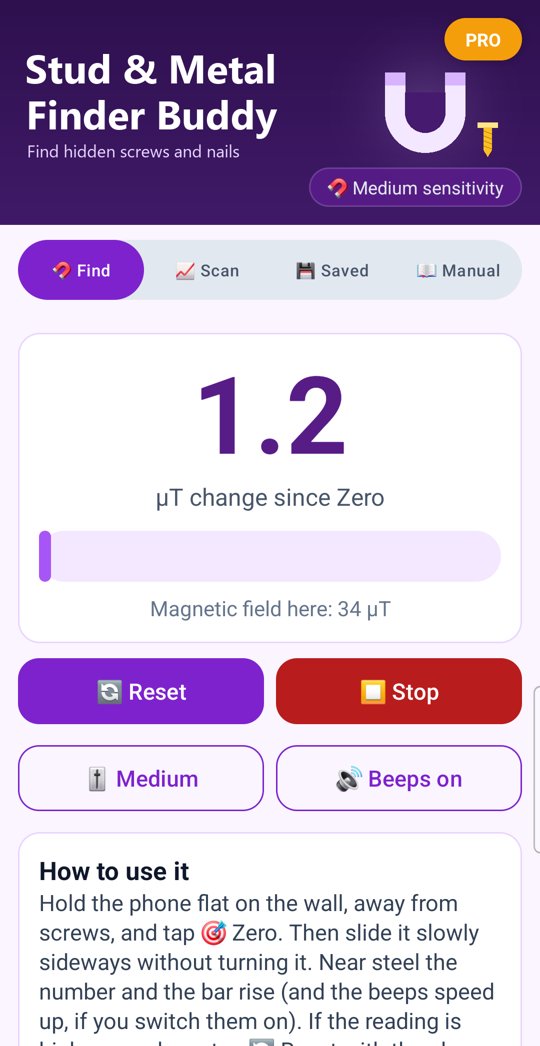 PRO
Stud & Metal
Finder Buddy
Find hidden screws and nails
Medium sensitivity
Find
Scan
Saved
Manual
1.2
µT change since Zero
Magnetic field here: 34 µT
Reset
Stop
Medium
Beeps on
How to use it
Hold the phone flat on the wall, away from
screws, and tap 🎯 Zero. Then slide it slowly
sideways without turning it. Near steel the
number and the bar rise (and the beeps speed
up, if you switch them on). If the reading is